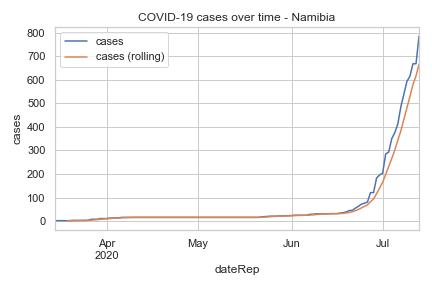 COVID-19 cases over time - Namibia
cases
cases (rolling)
800
700
600
500
400
300
200
100
0
cases
Apr
2020
May
Jun
Jul
dateRep